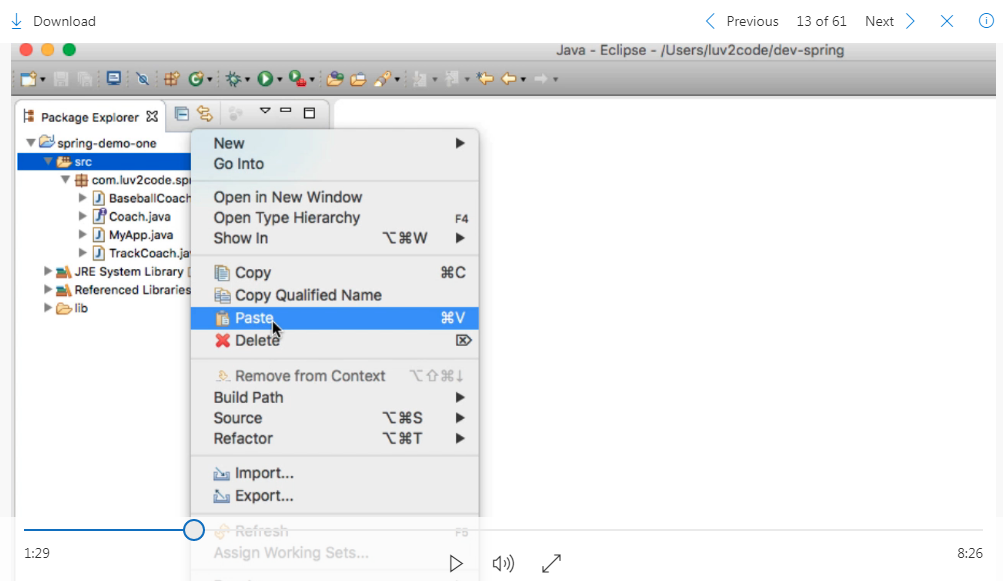 Download
Previous 13 of 61 Next
Java - Eclipse - /Users/luv2code/dev-spring
Package Explorer
spring-demo-one
src
com.luv2code.spr
BaseballCoach
Coach.java
MyApp.java
TrackCoach.ja
JRE System Library
Referenced Libraries
lib
New
Go Into
Open in New Window
Open Type Hierarchy F4
Show In ⌥⌘W
Copy ⌘C
Copy Qualified Name
Paste ⌘V
Delete ⌦
Remove from Context ⌥⇧⌘↓
Build Path
Source ⌥⌘S
Refactor ⌥⌘T
Import...
Export...
Refresh F5
Assign Working Sets...
1:29
8:26